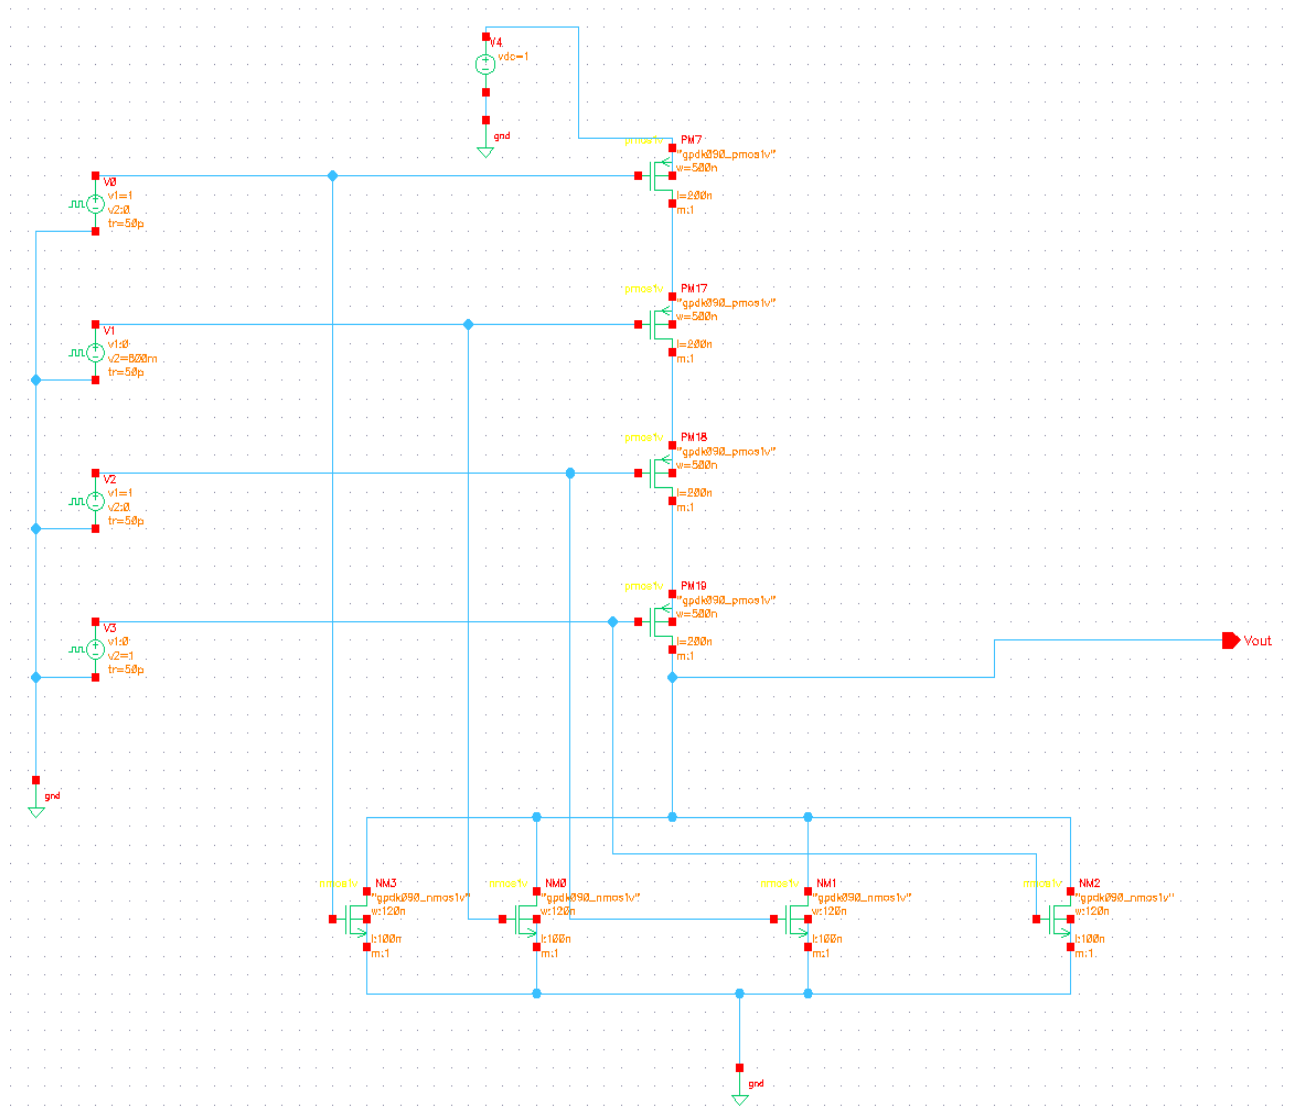 V4
vdc=1
gnd
pmos1v
PM7
"gpdk090_pmos1v"
w=500n
l=200n
m:1
V0
v1=1
v2:0
tr=50p
pmos1v
PM17
"gpdk090_pmos1v"
w=500n
l=200n
m:1
V1
v1:0
tr=50p
pmos1v
PM18
"gpdk090_pmos1v"
w=500n
l=200n
m:1
V2
v1=1
v2:0
tr=50p
pmos1v
PM19
"gpdk090_pmos1v"
w=500n
l=200n
m:1
V3
v1:0
v2=1
tr=50p
Vout
gnd
nmos1v
NM3
"gpdk090_nmos1v"
w:120n
l:100n
m:1
nmos1v
NM0
"gpdk090_nmos1v"
w:120n
l:100n
m:1
nmos1v
NM1
"gpdk090_nmos1v"
w:120n
l:100n
m:1
nmos1v
NM2
"gpdk090_nmos1v"
w:120n
l:100n
m:1
gnd